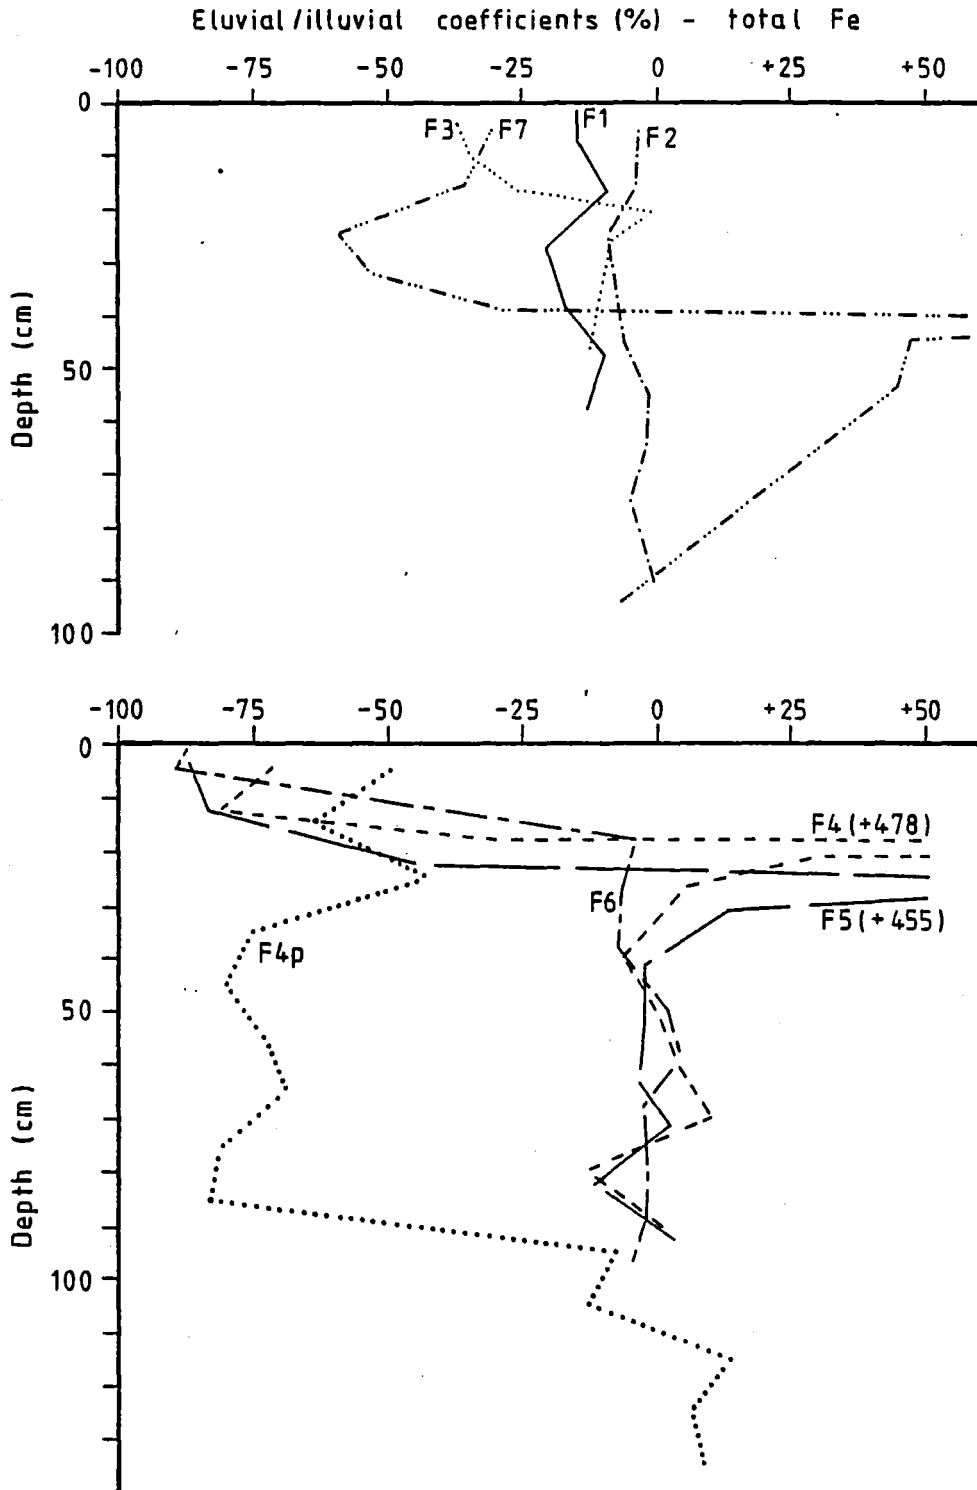 Eluvial/illuvial coefficients (%) - total Fe
-100 -75 -50 -25 0 +25 +50
0
F3 F7 F1 F2
50
100
Depth (cm)
-100 -75 -50 -25 0 +25 +50
0
F4 (+478)
F6
F5 (+455)
F4p
50
100
Depth (cm)